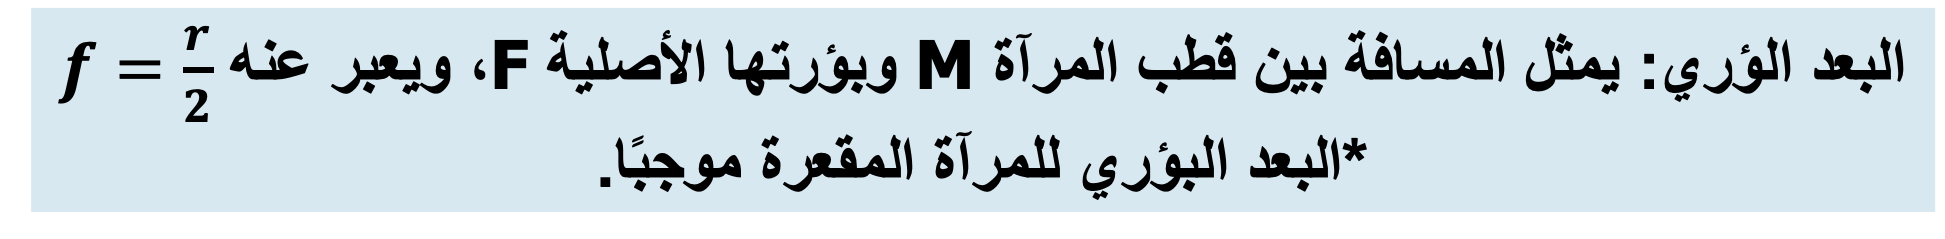 البعد الؤري: يمثل المسافة بين قطب المرآة M وبؤرتها الأصلية F، ويعبر عنه f = r/2
*البعد البؤري للمرآة المقعرة موجبًا.